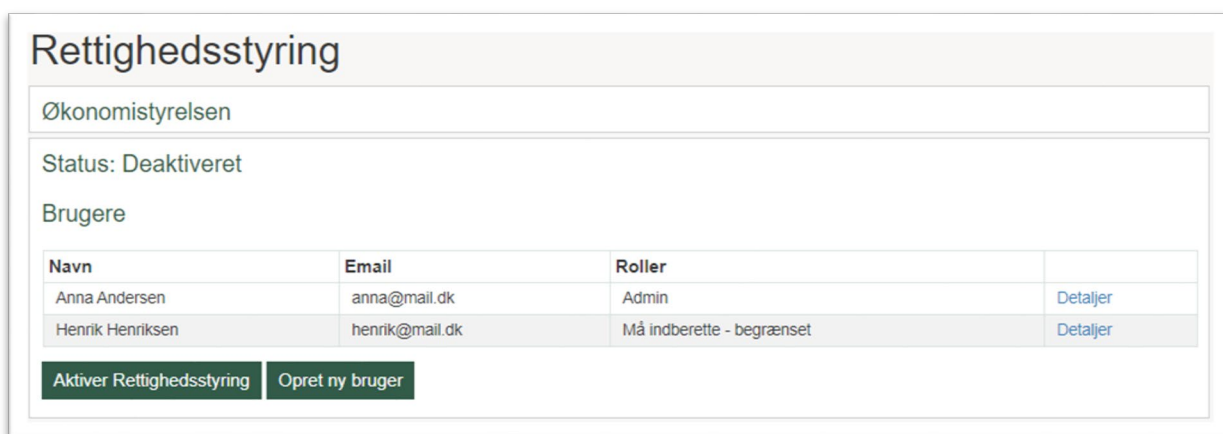 Rettighedsstyring
Økonomistyrelsen
Status: Deaktiveret
Brugere
Navn Email Roller
Anna Andersen anna@mail.dk Admin Detaljer
Henrik Henriksen henrik@mail.dk Må indberette - begrænset Detaljer
Aktiver Rettighedsstyring Opret ny bruger